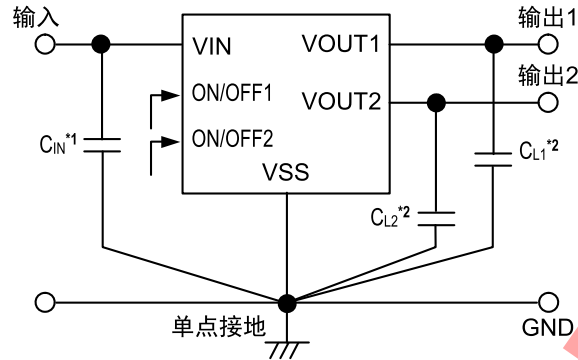 输入
输出1
VIN
VOUT1
输出2
ON/OFF1
VOUT2
ON/OFF2
CIN*1
CL1*2
VSS
CL2*2
单点接地
GND